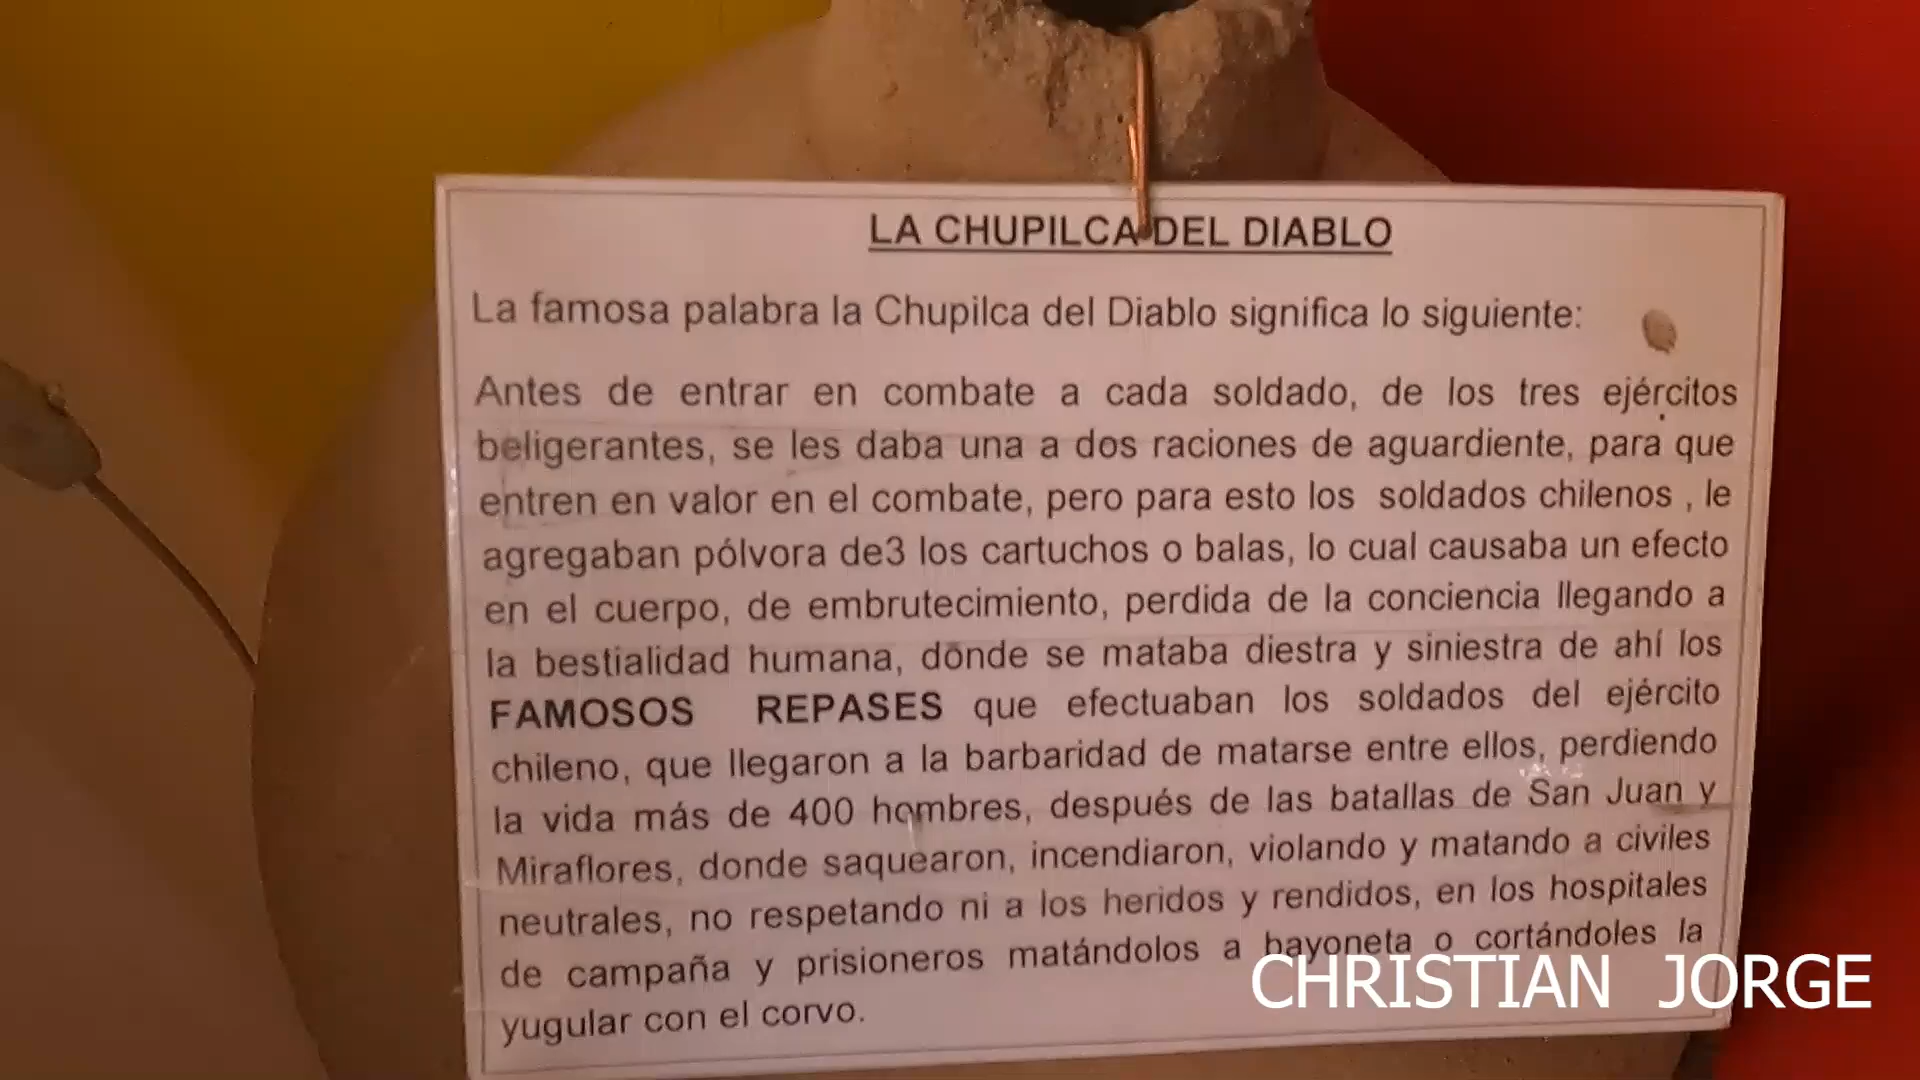 LA CHUPILCA DEL DIABLO
La famosa palabra la Chupilca del Diablo significa lo siguiente:
Antes de entrar en combate a cada soldado, de los tres ejércitos
beligerantes, se les daba una a dos raciones de aguardiente, para que
entren en valor en el combate, pero para esto los soldados chilenos , le
agregaban pólvora de3 los cartuchos o balas, lo cual causaba un efecto
en el cuerpo, de embrutecimiento, perdida de la conciencia llegando a
la bestialidad humana, donde se mataba diestra y siniestra de ahí los
FAMOSOS REPASES que efectuaban los soldados del ejército
chileno, que llegaron a la barbaridad de matarse entre ellos, perdiendo
la vida más de 400 hombres, después de las batallas de San Juan y
Miraflores, donde saquearon, incendiaron, violando y matando a civiles
neutrales, no respetando ni a los heridos y rendidos, en los hospitales
de campaña y prisioneros matándolos a bayoneta o cortándoles la
yugular con el corvo.
CHRISTIAN JORGE